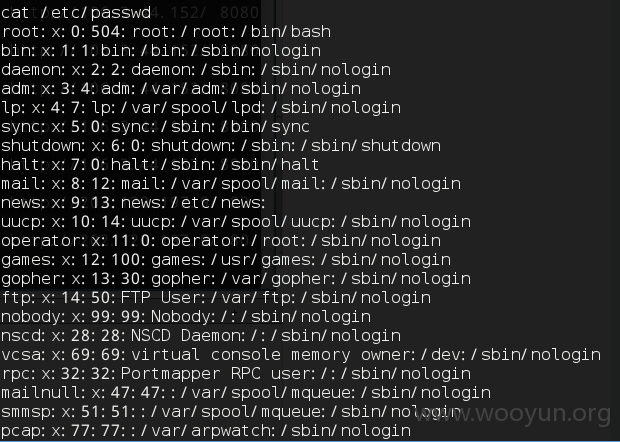 cat /etc/passwd
root:x:0:504:root:/root:/bin/bash
bin:x:1:1:bin:/bin:/sbin/nologin
daemon:x:2:2:daemon:/sbin:/sbin/nologin
adm:x:3:4:adm:/var/adm:/sbin/nologin
lp:x:4:7:lp:/var/spool/lpd:/sbin/nologin
sync:x:5:0:sync:/sbin:/bin/sync
shutdown:x:6:0:shutdown:/sbin:/sbin/shutdown
halt:x:7:0:halt:/sbin:/sbin/halt
mail:x:8:12:mail:/var/spool/mail:/sbin/nologin
news:x:9:13:news:/etc/news:
uucp:x:10:14:uucp:/var/spool/uucp:/sbin/nologin
operator:x:11:0:operator:/root:/sbin/nologin
games:x:12:100:games:/usr/games:/sbin/nologin
gopher:x:13:30:gopher:/var/gopher:/sbin/nologin
ftp:x:14:50:FTP User:/var/ftp:/sbin/nologin
nobody:x:99:99:Nobody:/:/sbin/nologin
nscd:x:28:28:NSCD Daemon:/:/sbin/nologin
vcsa:x:69:69:virtual console memory owner:/dev:/sbin/nologin
rpc:x:32:32:Portmapper RPC user:/:/sbin/nologin
mailnull:x:47:47::/var/spool/mqueue:/sbin/nologin
smmsp:x:51:51::/var/spool/mqueue:/sbin/nologin
pcap:x:77:77::/var/arpwatch:/sbin/nologin
www.wooyun.org